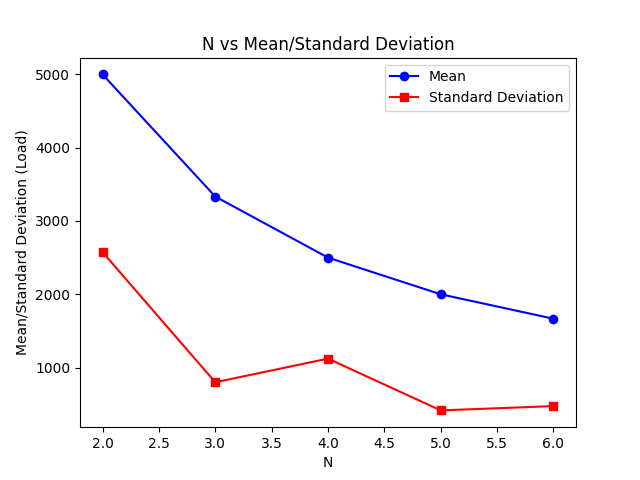 N vs Mean/Standard Deviation
Mean
Standard Deviation
Mean/Standard Deviation (Load)
5000
4000
3000
2000
1000
2.0 2.5 3.0 3.5 4.0 4.5 5.0 5.5 6.0
N